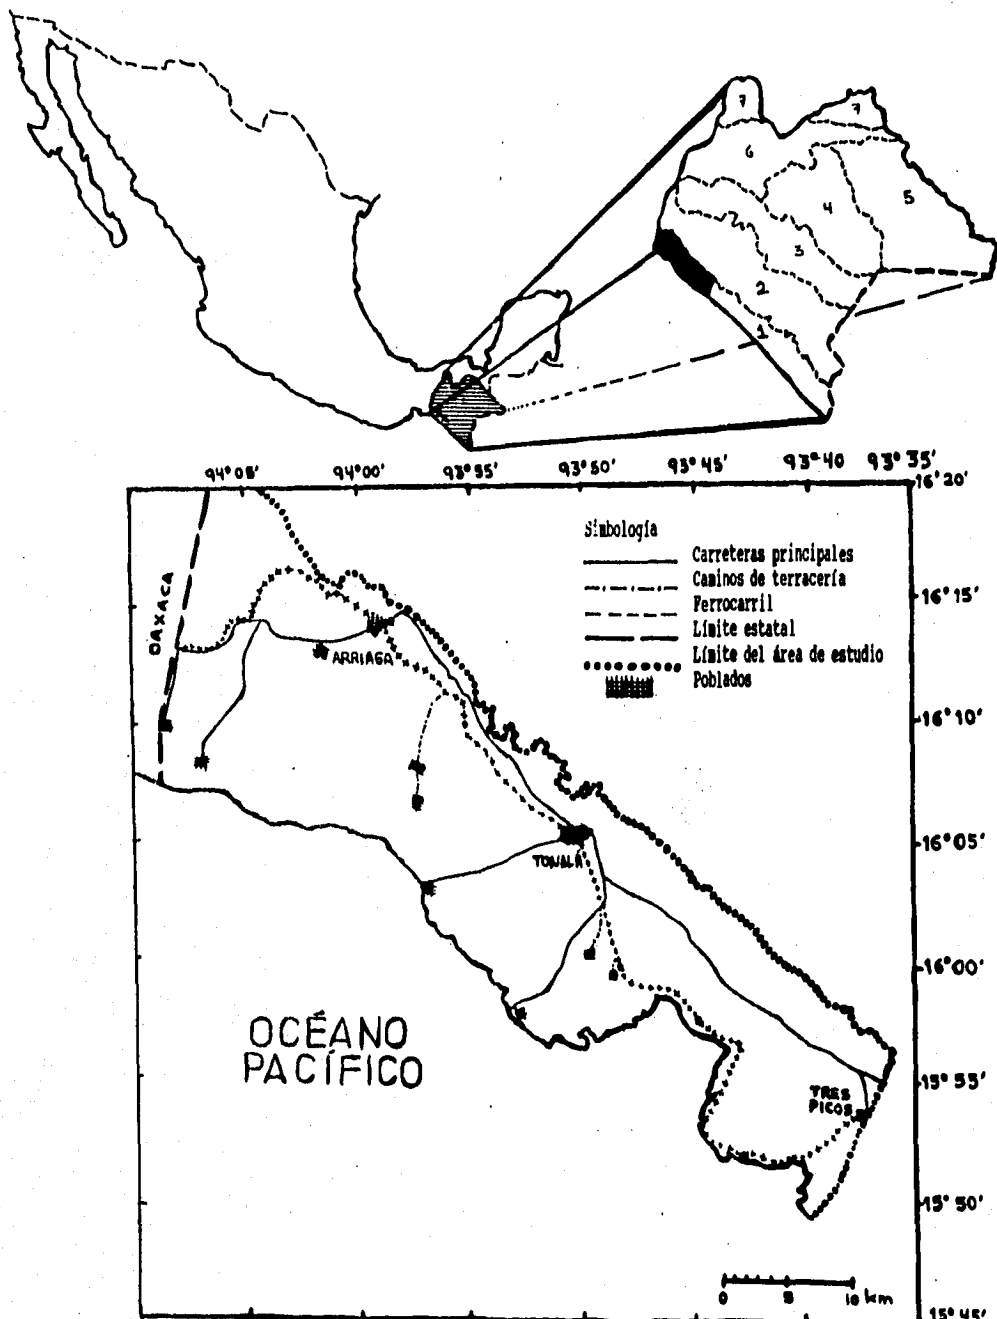 7
7
6
5
4
3
2
1
94°05' 94°00' 93°55' 93°50' 93°45' 93°40 93°35'
16°20'
Simbología
Carreteras principales
Caminos de terracería
Ferrocarril
Límite estatal
Límite del área de estudio
Poblados
OAXACA
16°15'
ARRIAGA
16°10'
16°05'
TONALÁ
16°00'
OCÉANO
PACÍFICO
15°55'
TRES
PICOS
15°50'
0 5 10 km
15°45'